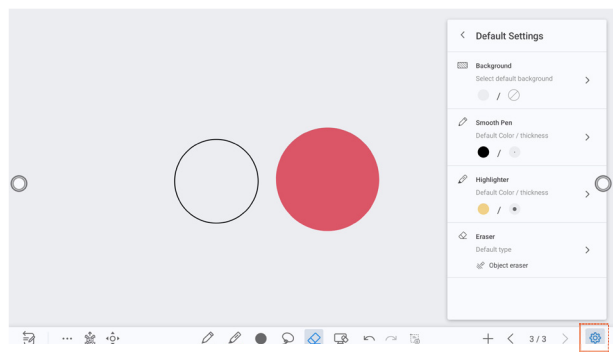 Default Settings
Background
Select default background
/
Smooth Pen
Default Color / thickness
/
Highlighter
Default Color / thickness
/
Eraser
Default type
Object eraser
3 / 3